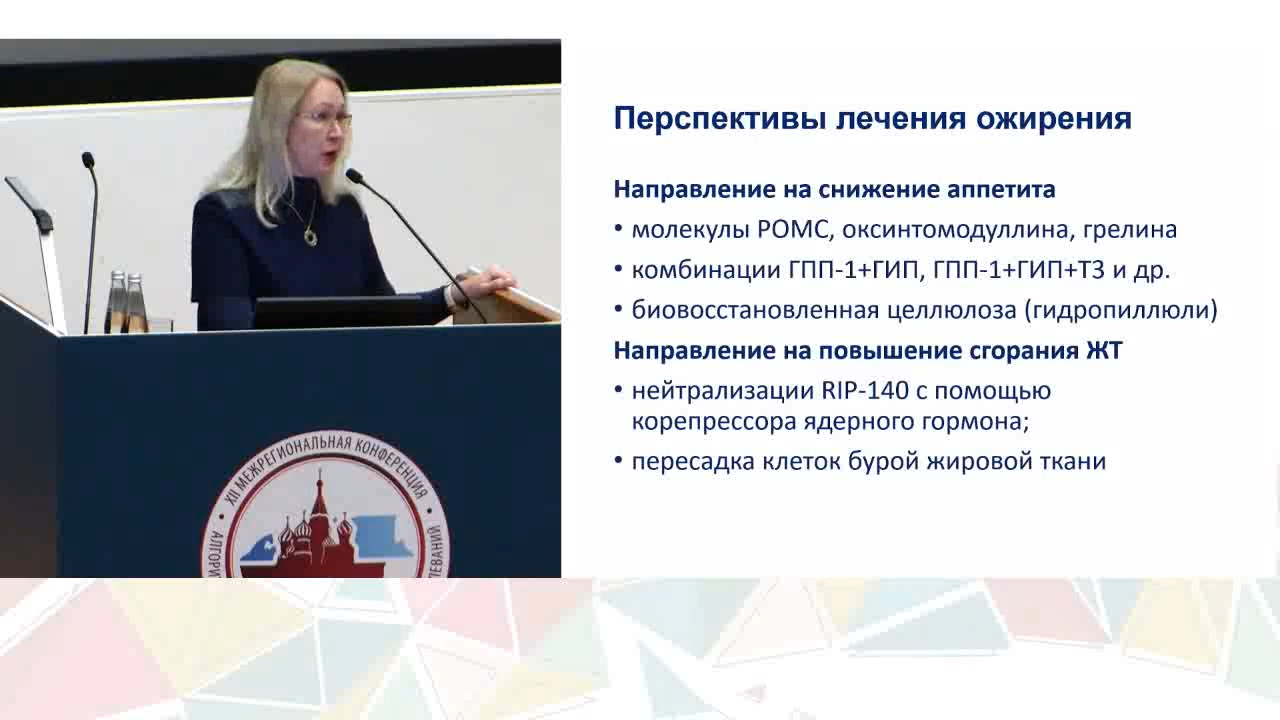 Перспективы лечения ожирения
Направление на снижение аппетита
• молекулы РОМС, оксинтомодуллина, грелина
• комбинации ГПП-1+ГИП, ГПП-1+ГИП+ТЗ и др.
• биовосстановленная целлюлоза (гидропиллюли)
Направление на повышение сгорания ЖТ
• нейтрализации RIP-140 с помощью
корепрессора ядерного гормона;
• пересадка клеток бурой жировой ткани
XII МЕЖРЕГИОНАЛЬНАЯ КОНФЕРЕНЦИЯ